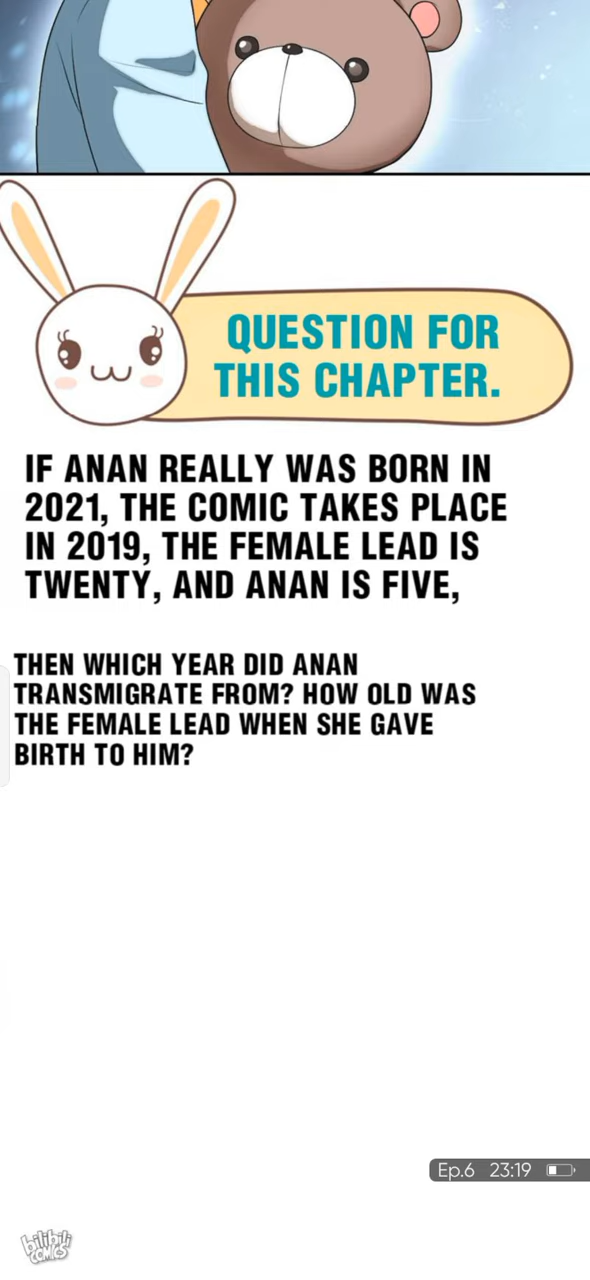 QUESTION FOR
THIS CHAPTER.
IF ANAN REALLY WAS BORN IN
2021, THE COMIC TAKES PLACE
IN 2019, THE FEMALE LEAD IS
TWENTY, AND ANAN IS FIVE,
THEN WHICH YEAR DID ANAN
TRANSMIGRATE FROM? HOW OLD WAS
THE FEMALE LEAD WHEN SHE GAVE
BIRTH TO HIM?
Ep.6 23:19
bilibili
COMICS